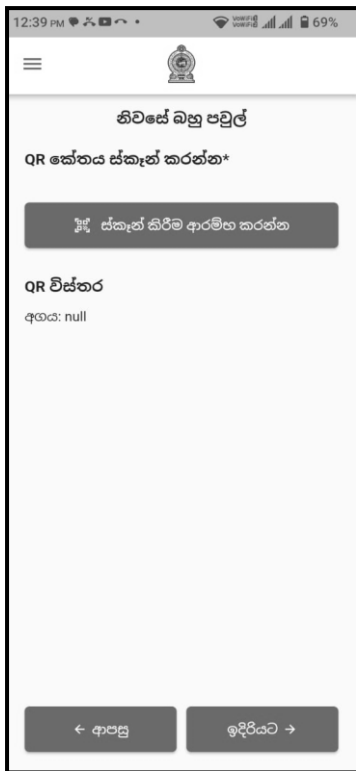 12:39 PM 69%
නිවසේ බහු පවුල්
QR කේතය ස්කෑන් කරන්න*
ස්කෑන් කිරීම ආරම්භ කරන්න
QR විස්තර
අගය: null
← ආපසු ඉදිරියට →